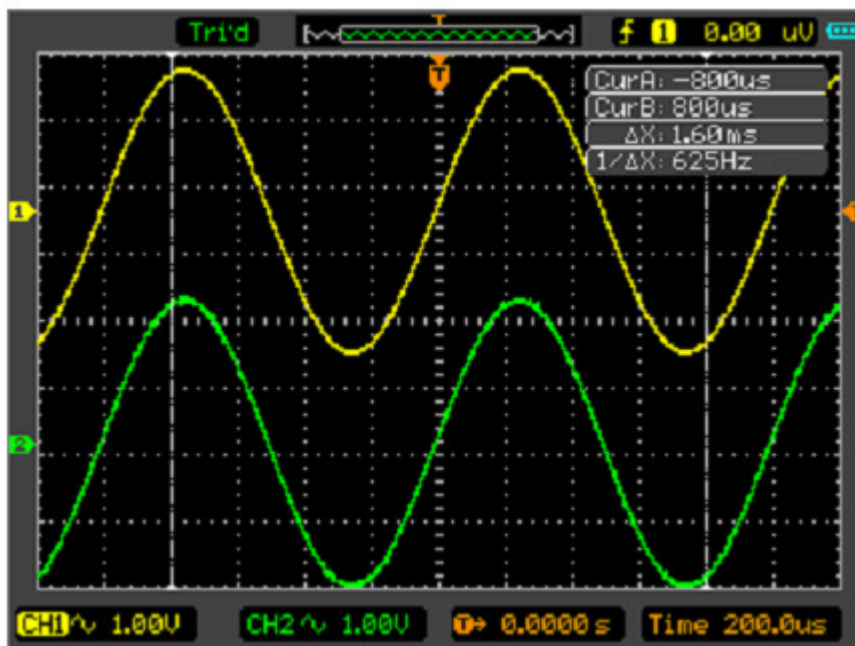 Tri'd T 1 0.00 uV
T
CurA: -800us
CurB: 800us
ΔX: 1.60ms
1/ΔX: 625Hz
1 T
2
CH1 ∿ 1.00V CH2 ∿ 1.00V T→ 0.0000s Time 200.0us